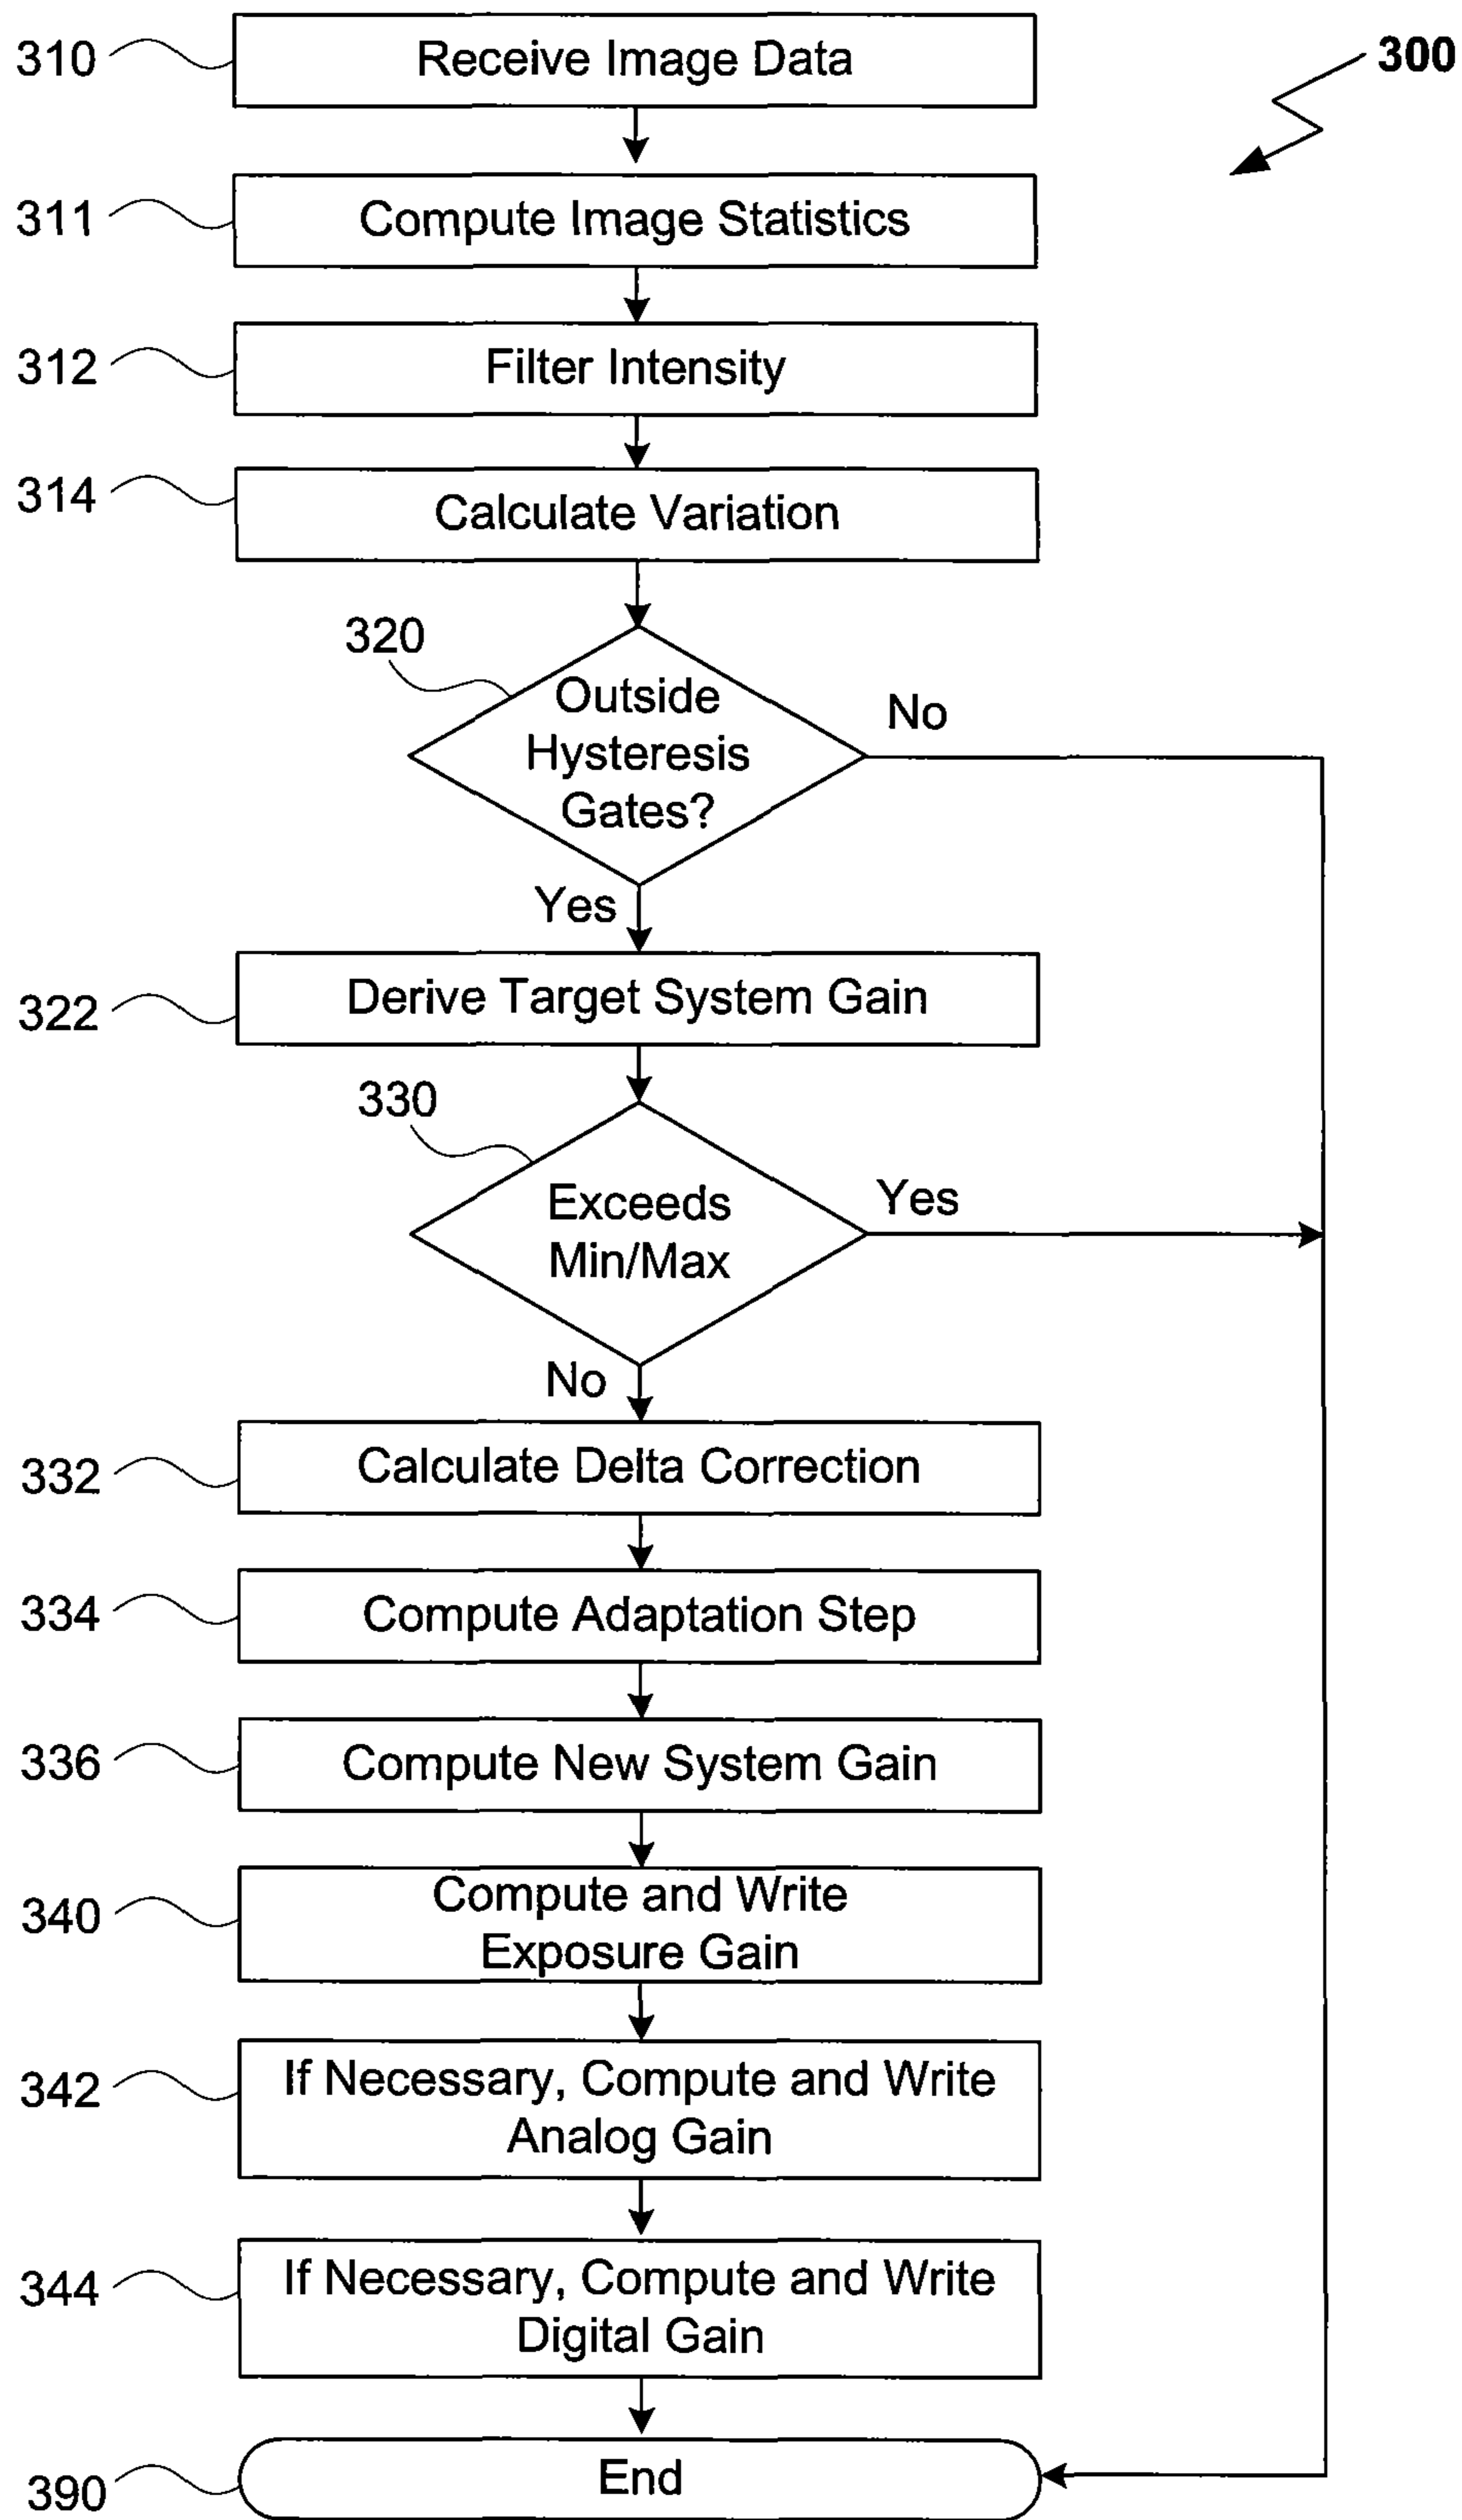 310
Receive Image Data
300
311
Compute Image Statistics
312
Filter Intensity
314
Calculate Variation
320
Outside
Hysteresis
Gates?
No
Yes
322
Derive Target System Gain
330
Exceeds
Min/Max
Yes
No
332
Calculate Delta Correction
334
Compute Adaptation Step
336
Compute New System Gain
340
Compute and Write
Exposure Gain
342
If Necessary, Compute and Write
Analog Gain
344
If Necessary, Compute and Write
Digital Gain
390
End